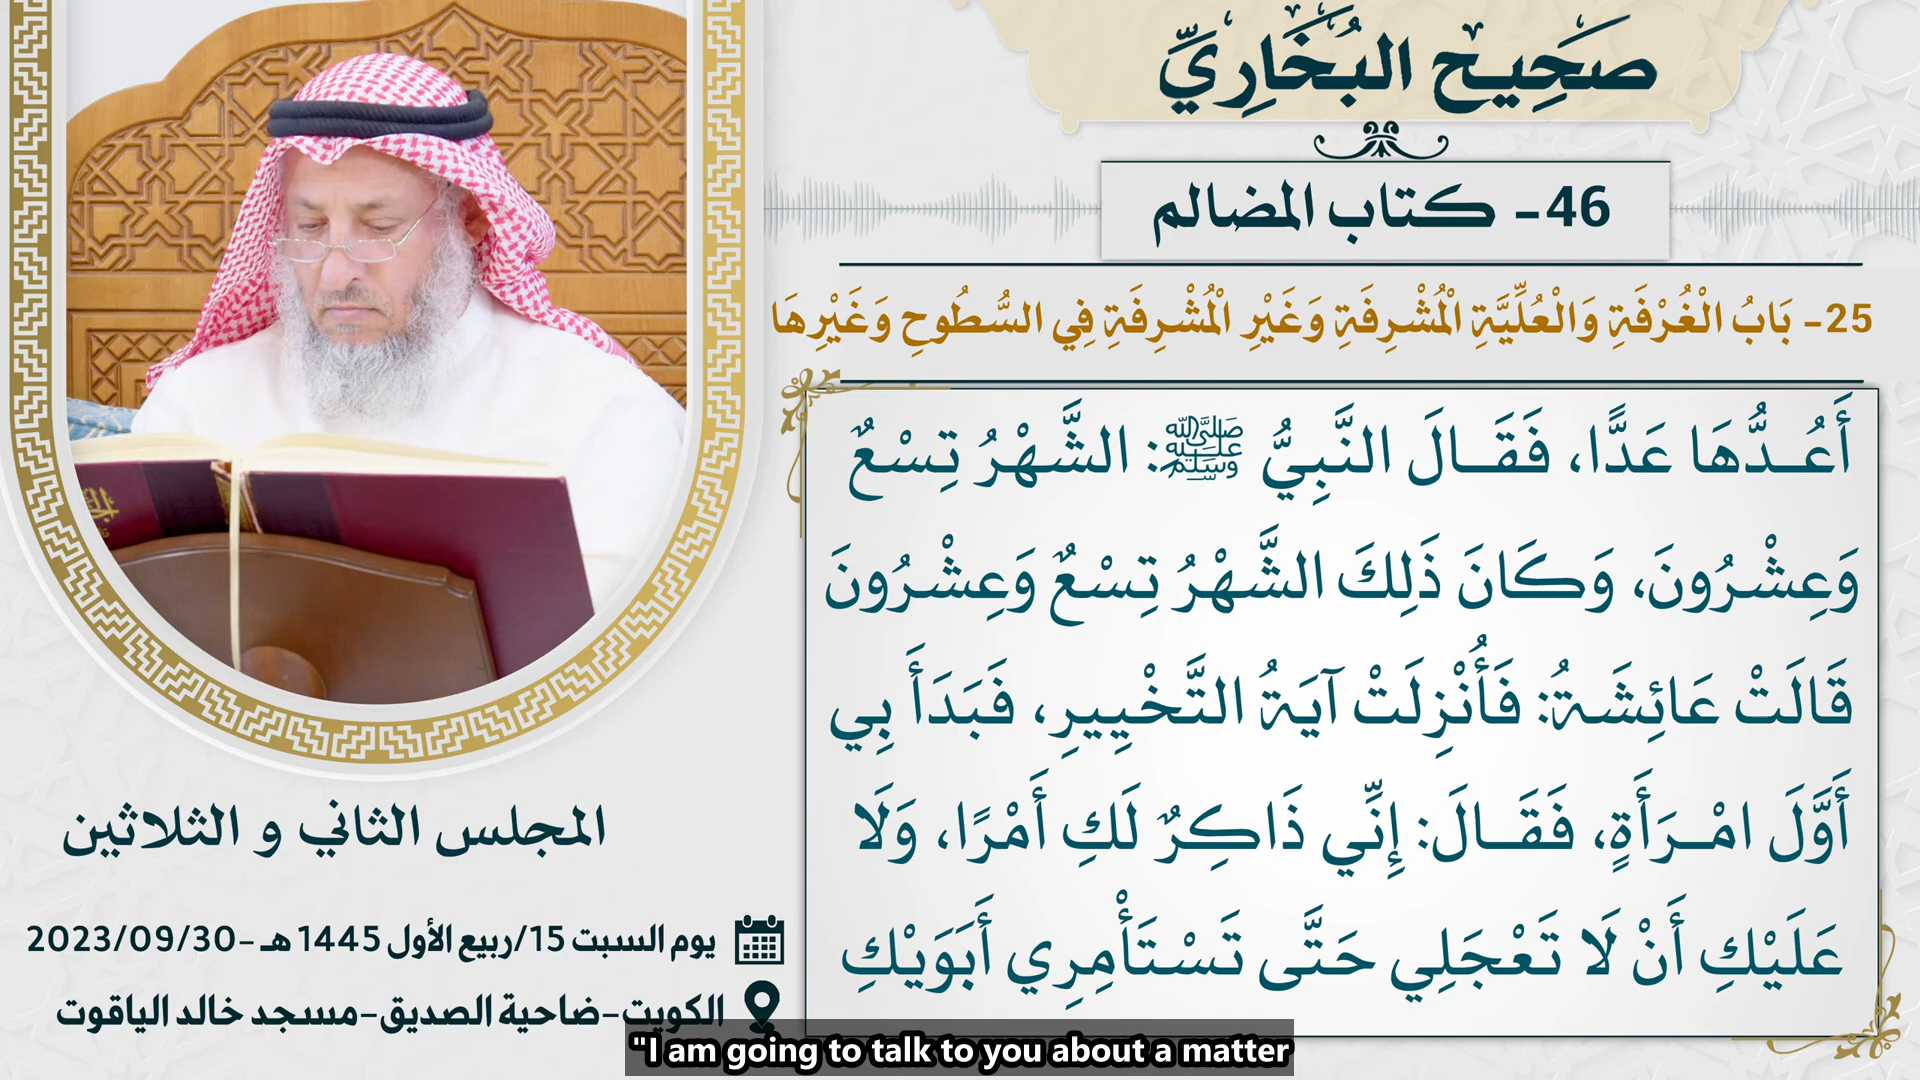 صَحِيح البُخَارِيِّ
46- كتاب المضالم
25- بَابُ الْغُرْفَةِ وَالْعُلِّيَّةِ الْمُشْرِفَةِ وَغَيْرِ الْمُشْرِفَةِ فِي السُّطُوحِ وَغَيْرِهَا
أَعُدُّهَا عَدًّا، فَقَالَ النَّبِيُّ ﷺ: الشَّهْرُ تِسْعٌ
وَعِشْرُونَ، وَكَانَ ذَلِكَ الشَّهْرُ تِسْعٌ وَعِشْرُونَ
قَالَتْ عَائِشَةُ: فَأُنْزِلَتْ آيَةُ التَّخْيِيرِ، فَبَدَأَ بِي
أَوَّلَ امْرَأَةٍ، فَقَالَ: إِنِّي ذَاكِرٌ لَكِ أَمْرًا، وَلَا
عَلَيْكِ أَنْ لَا تَعْجَلِي حَتَّى تَسْتَأْمِرِي أَبَوَيْكِ
المجلس الثاني و الثلاثين
يوم السبت 15/ربيع الأول 1445 هـ -2023/09/30
الكويت-ضاحية الصديق-مسجد خالد الياقوت
"I am going to talk to you about a matter